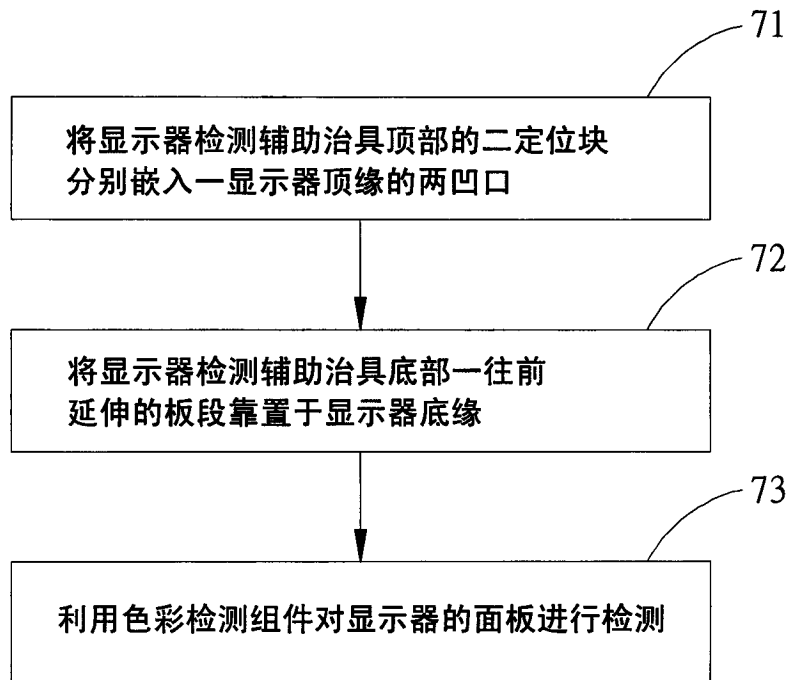 71
将显示器检测辅助治具顶部的二定位块
分别嵌入一显示器顶缘的两凹口
72
将显示器检测辅助治具底部一往前
延伸的板段靠置于显示器底缘
73
利用色彩检测组件对显示器的面板进行检测